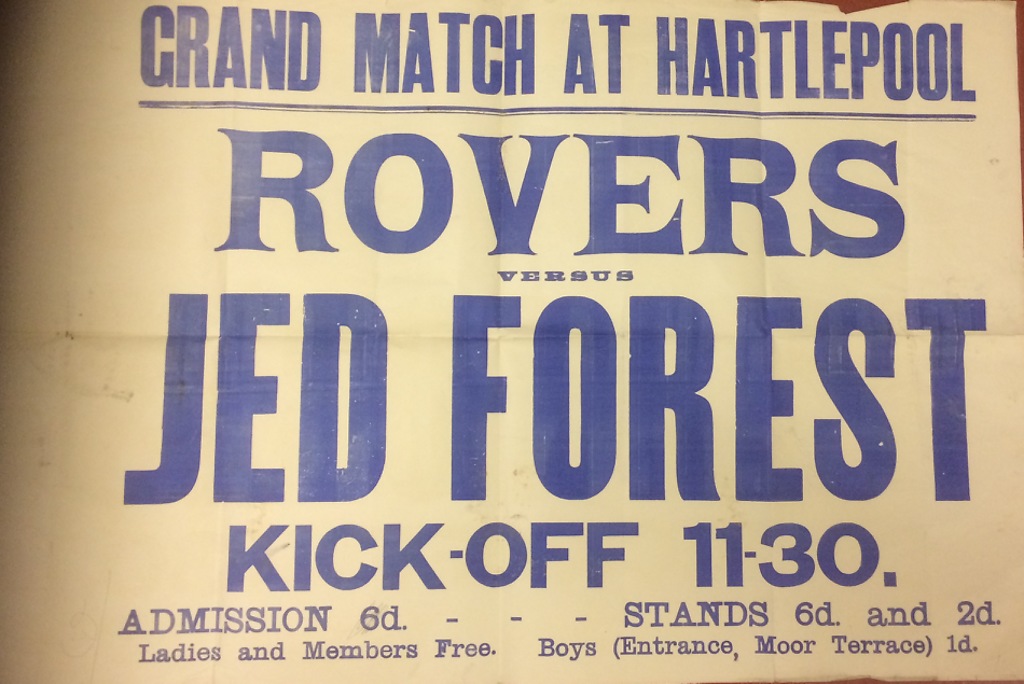 GRAND MATCH AT HARTLEPOOL
ROVERS
VERSUS
JED FOREST
KICK-OFF 11-30.
ADMISSION 6d. - - - STANDS 6d. and 2d.
Ladies and Members Free. Boys (Entrance, Moor Terrace) 1d.